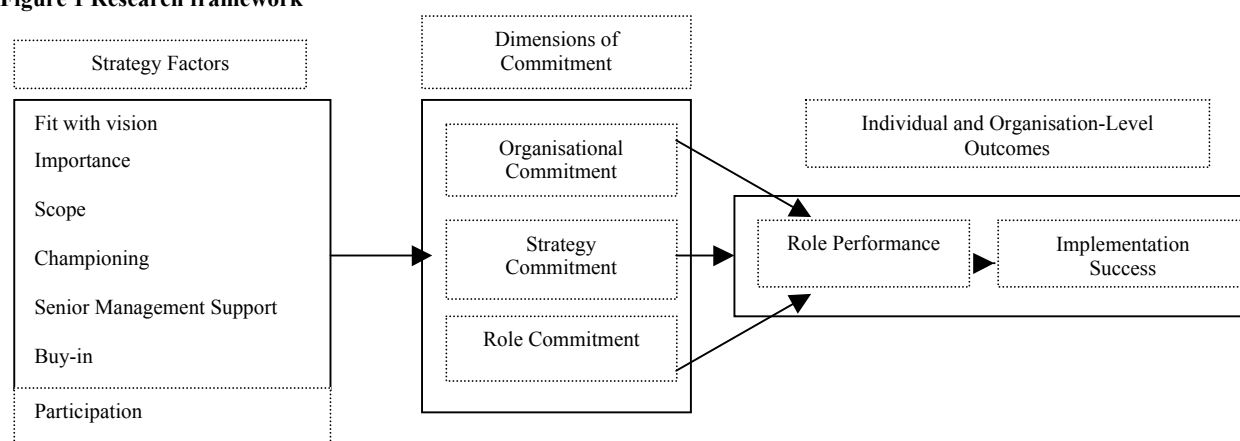 Figure 1 Research framework
Strategy Factors
Fit with vision
Importance
Scope
Championing
Senior Management Support
Buy-in
Participation
Dimensions of
Commitment
Organisational
Commitment
Strategy
Commitment
Role Commitment
Individual and Organisation-Level
Outcomes
Role Performance
Implementation
Success